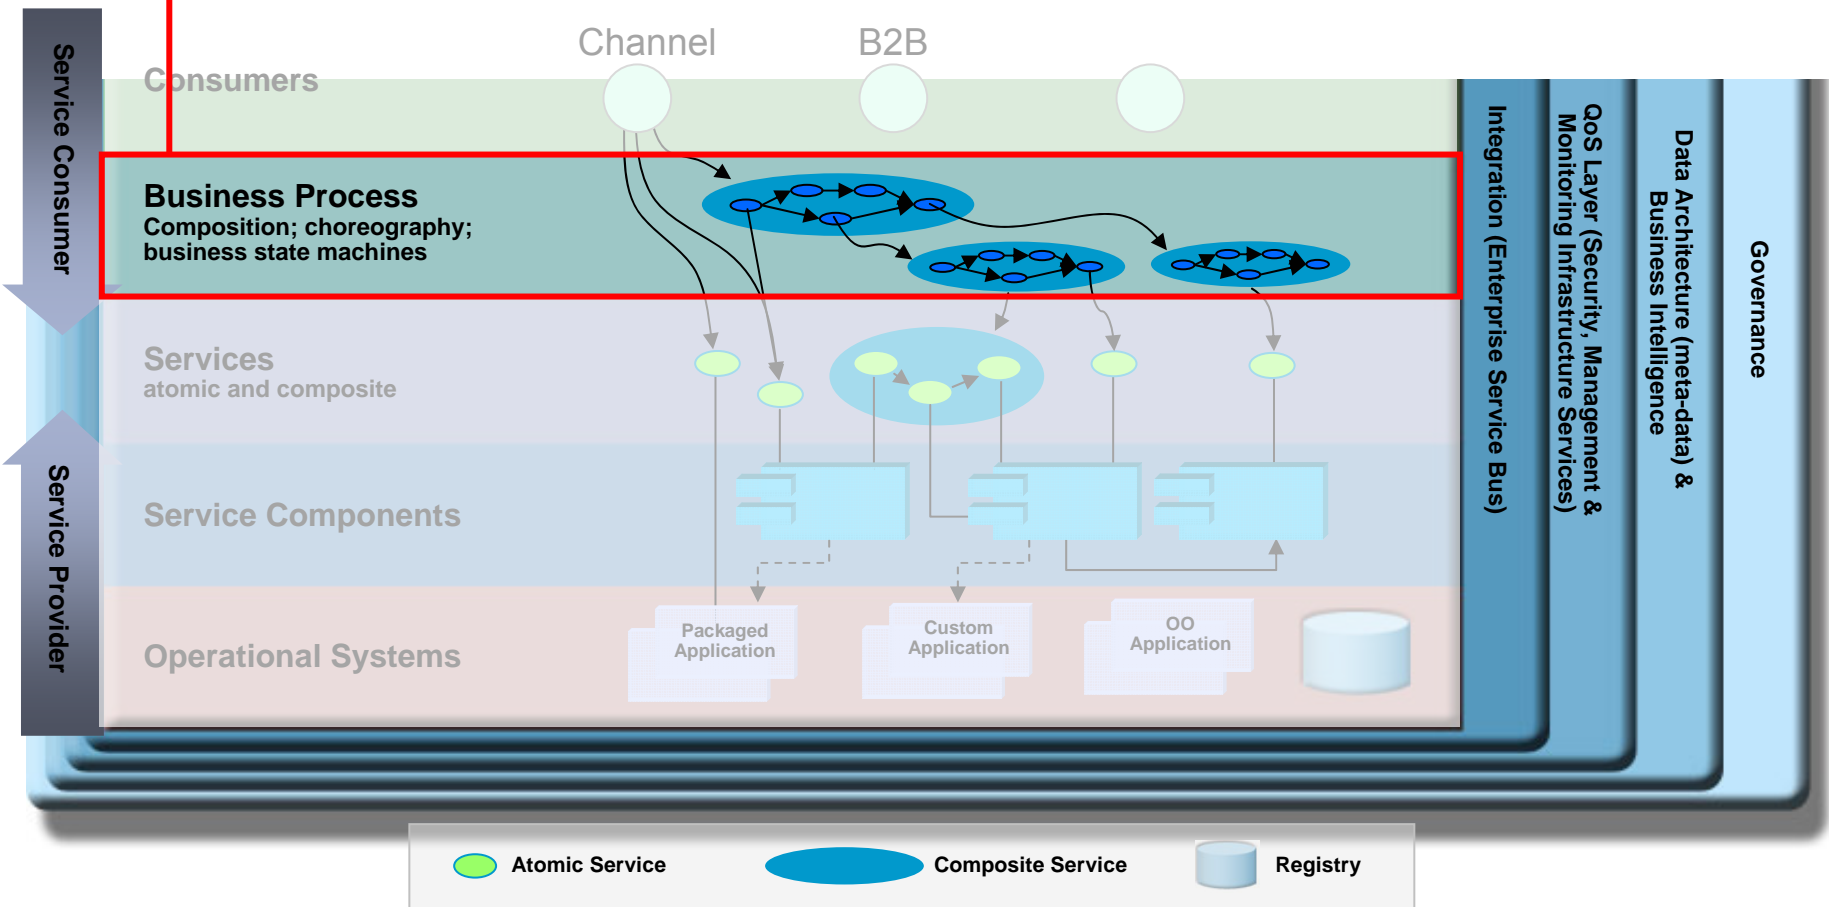 Channel
B2B
Consumers
Service Consumer
Business Process
Composition; choreography;
business state machines
Services
atomic and composite
Service Provider
Service Components
Operational Systems
Packaged
Application
Custom
Application
OO
Application
Integration (Enterprise Service Bus)
QoS Layer (Security, Management &
Monitoring Infrastructure Services)
Data Architecture (meta-data) &
Business Intelligence
Governance
Atomic Service
Composite Service
Registry